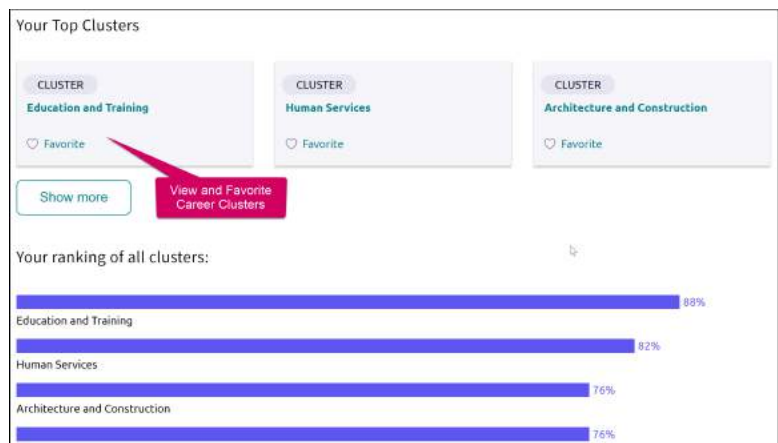 Your Top Clusters
CLUSTER
Education and Training
Favorite
CLUSTER
Human Services
Favorite
CLUSTER
Architecture and Construction
Favorite
Show more
View and Favorite
Career Clusters
Your ranking of all clusters:
88%
Education and Training
82%
Human Services
76%
Architecture and Construction
76%